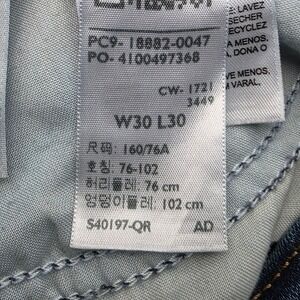 PC9- 18882-0047
PO- 4100497368
CW- 1721
3449
W30 L30
尺码: 160/76A
호칭: 76-102
허리둘레: 76 cm
엉덩이둘레: 102 cm
S40197-QR AD
: LAVEZ
SECHER
RECYCLEZ
A MENOS,
A, DONA O
VE MENOS,
M VARAL,